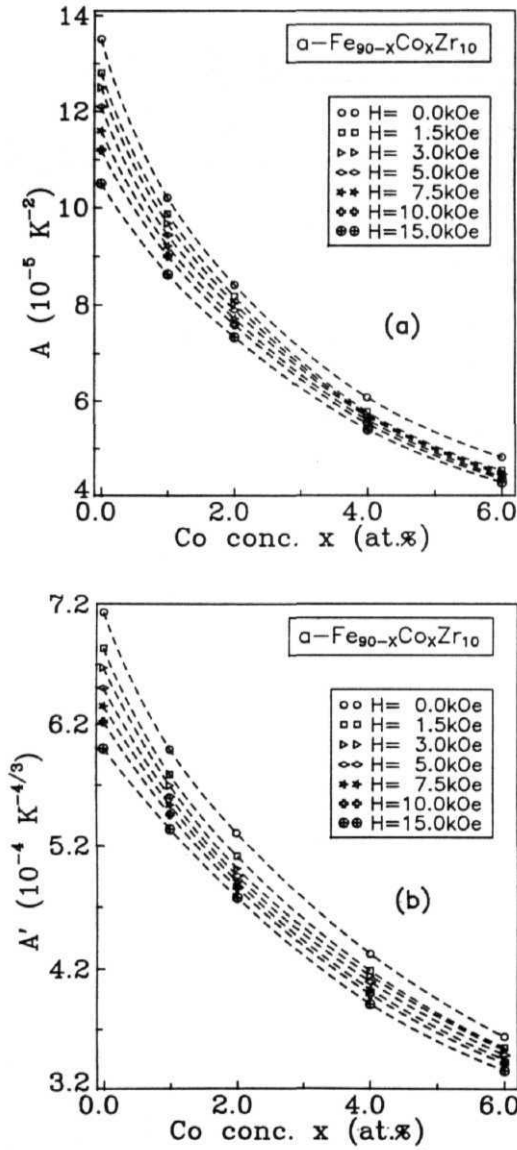 14
12
10
8
6
4
A (10⁻⁵ K⁻²)
a−Fe₉₀₋ₓCoₓZr₁₀
H= 0.0kOe
H= 1.5kOe
H= 3.0kOe
H= 5.0kOe
H= 7.5kOe
H= 10.0kOe
H= 15.0kOe
(a)
0.0 2.0 4.0 6.0
Co conc. x (at.%)
7.2
6.2
5.2
4.2
3.2
A' (10⁻⁴ K⁻⁴ᐟ³)
a−Fe₉₀₋ₓCoₓZr₁₀
H= 0.0kOe
H= 1.5kOe
H= 3.0kOe
H= 5.0kOe
H= 7.5kOe
H= 10.0kOe
H= 15.0kOe
(b)
0.0 2.0 4.0 6.0
Co conc. x (at.%)